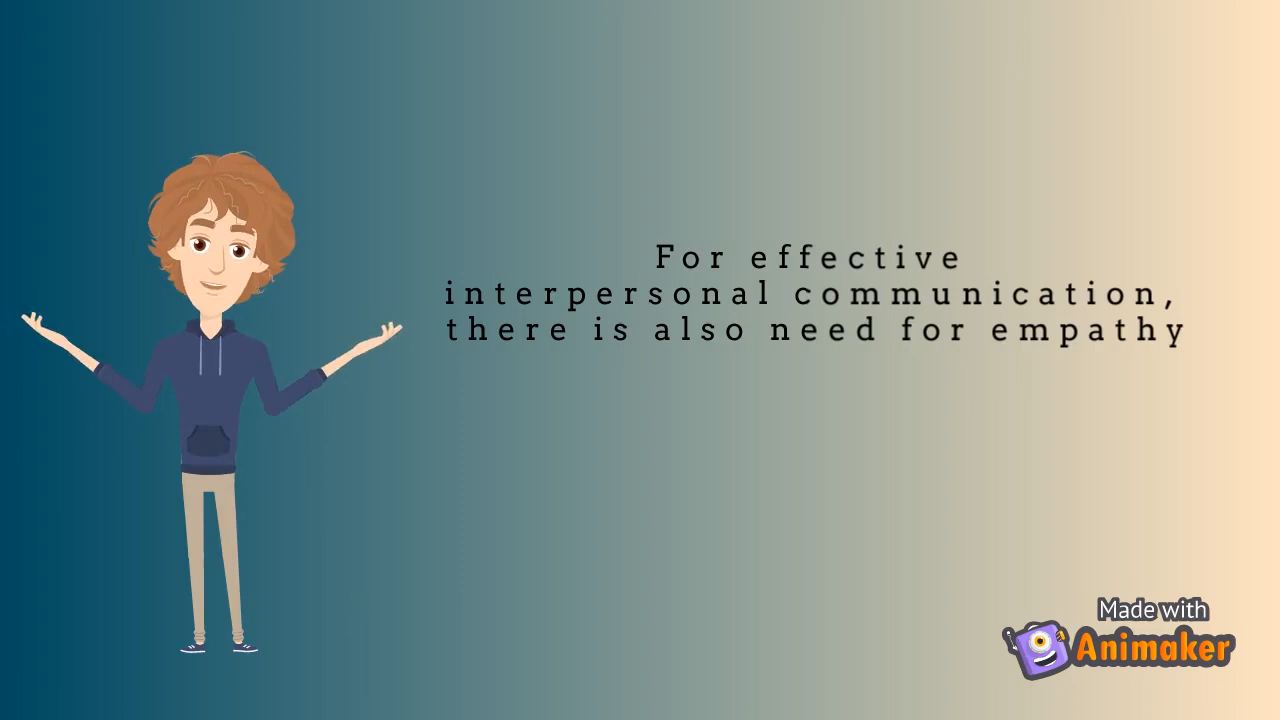 For effective
interpersonal communication,
there is also need for empathy
Made with
Animaker